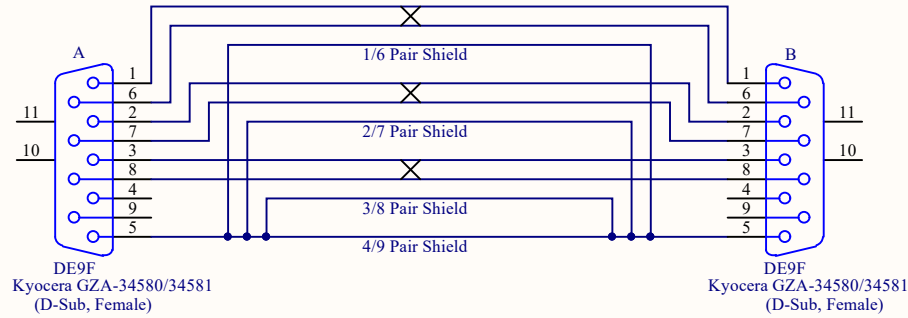 A
B
1/6 Pair Shield
1
1
6
6
11
2
2
11
2/7 Pair Shield
7
7
10
3
3
10
8
8
4
4
3/8 Pair Shield
9
9
5
5
4/9 Pair Shield
DE9F
Kyocera GZA-34580/34581
(D-Sub, Female)
DE9F
Kyocera GZA-34580/34581
(D-Sub, Female)